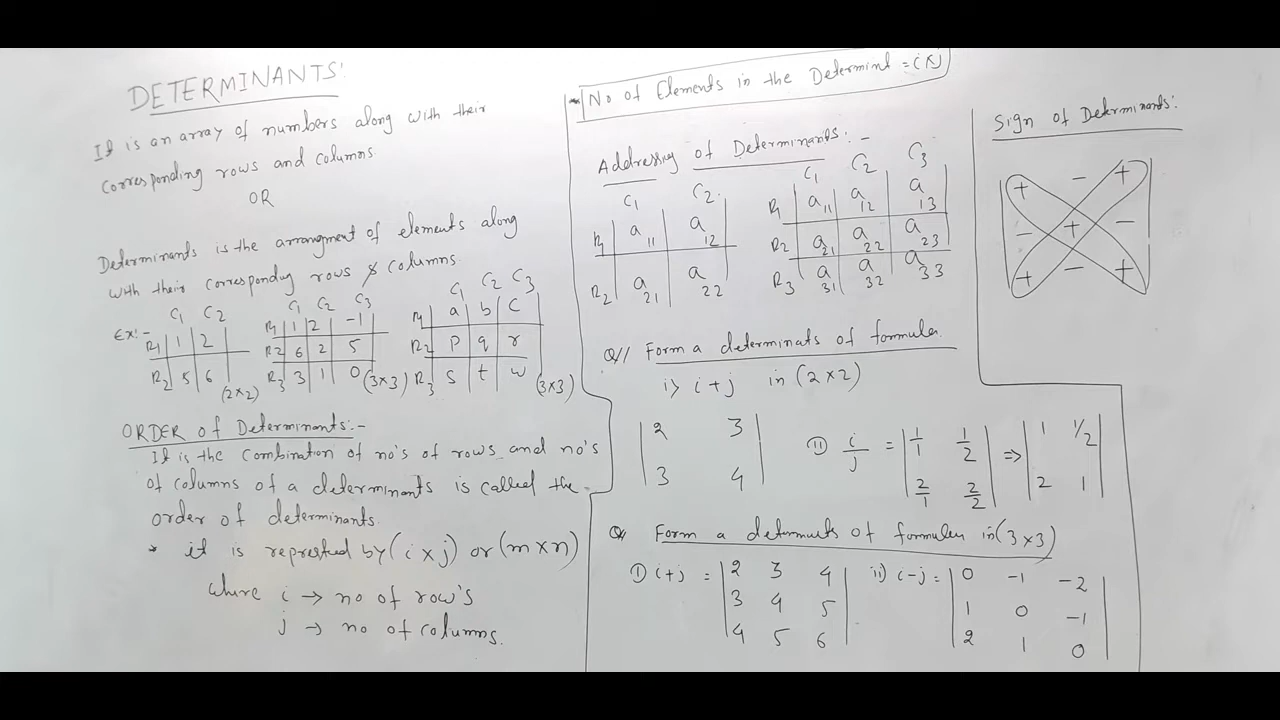 DETERMINANTS:
It is an array of numbers along with their
corresponding rows and columns.
OR
Determinants is the arrangment of elements along
with their corresponding rows & columns.
Ex:-
C1 C2
R1 1 2
R2 5 6
(2×2)
C1 C2 C3
R1 1 2 -1
R2 6 2 5
R3 3 1 0
(3×3)
C1 C2 C3
R1 a b c
R2 p q r
R3 s t w
(3×3)
ORDER of Determinants:-
It is the combination of no's of rows and no's
of columns of a determinants is called the
order of determinants.
* it is represted by (i × j) or (m×n)
where i → no of row's
j → no of columns.
No of Elements in the Determint = (i×j)
Addressing of Determinants:-
C1 C2
R1 a11 a12
R2 a21 a22
C1 C2 C3
R1 a11 a12 a13
R2 a21 a22 a23
R3 a31 a32 a33
Q// Form a determinats of formulea
i) i+j in (2×2)
2 3
3 4
ii) i/j = | 1/1 1/2 | ⇒ | 1 1/2 |
| 2/1 2/2 | | 2 1 |
Q// Form a determints of formulea in (3×3)
i) i+j = | 2 3 4 |
3 4 5
4 5 6
ii) i-j = | 0 -1 -2 |
1 0 -1
2 1 0
Sign of Determinants:
+ - +
- + -
+ - +